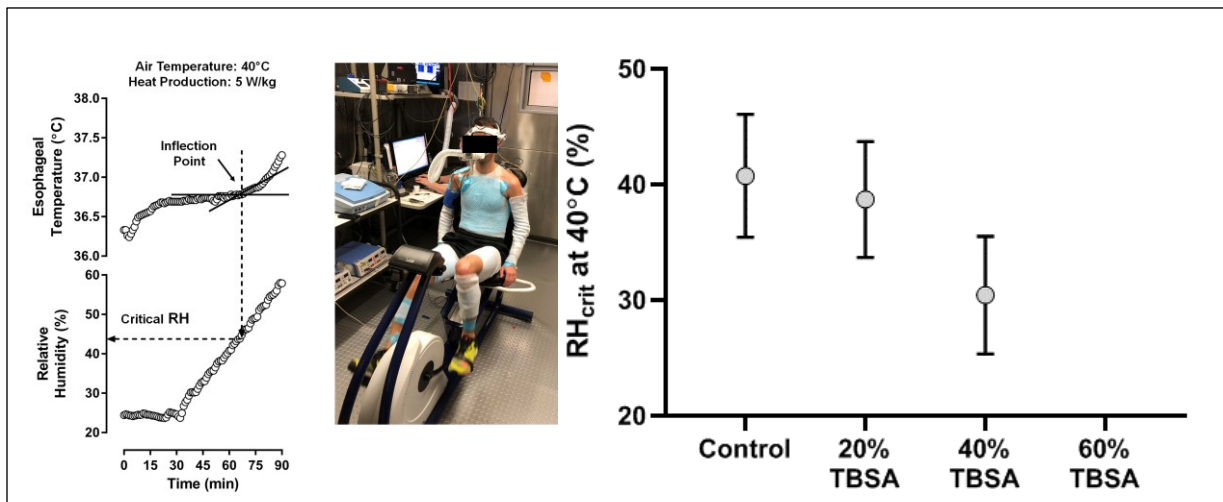 Air Temperature: 40°C
Heat Production: 5 W/kg
38.0
37.5
37.0
36.5
36.0
Esophageal
Temperature (°C)
Inflection
Point
60
50
40
30
20
Relative
Humidity (%)
Critical RH
0 15 30 45 60 75 90
Time (min)
50
40
30
20
RHcrit at 40°C (%)
Control
20%
TBSA
40%
TBSA
60%
TBSA